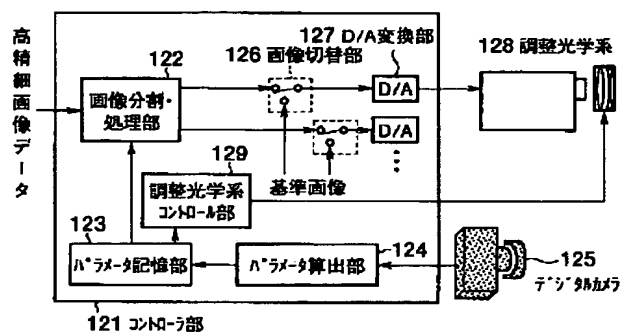 高精細画像データ
122
画像分割・
処理部
126 画像切替部
127 D/A変換部
D/A
D/A
128 調整光学系
基準画像
129
調整光学系
コントロール部
123
パラメータ記憶部
124
パラメータ算出部
125
デジタルカメラ
121 コントローラ部